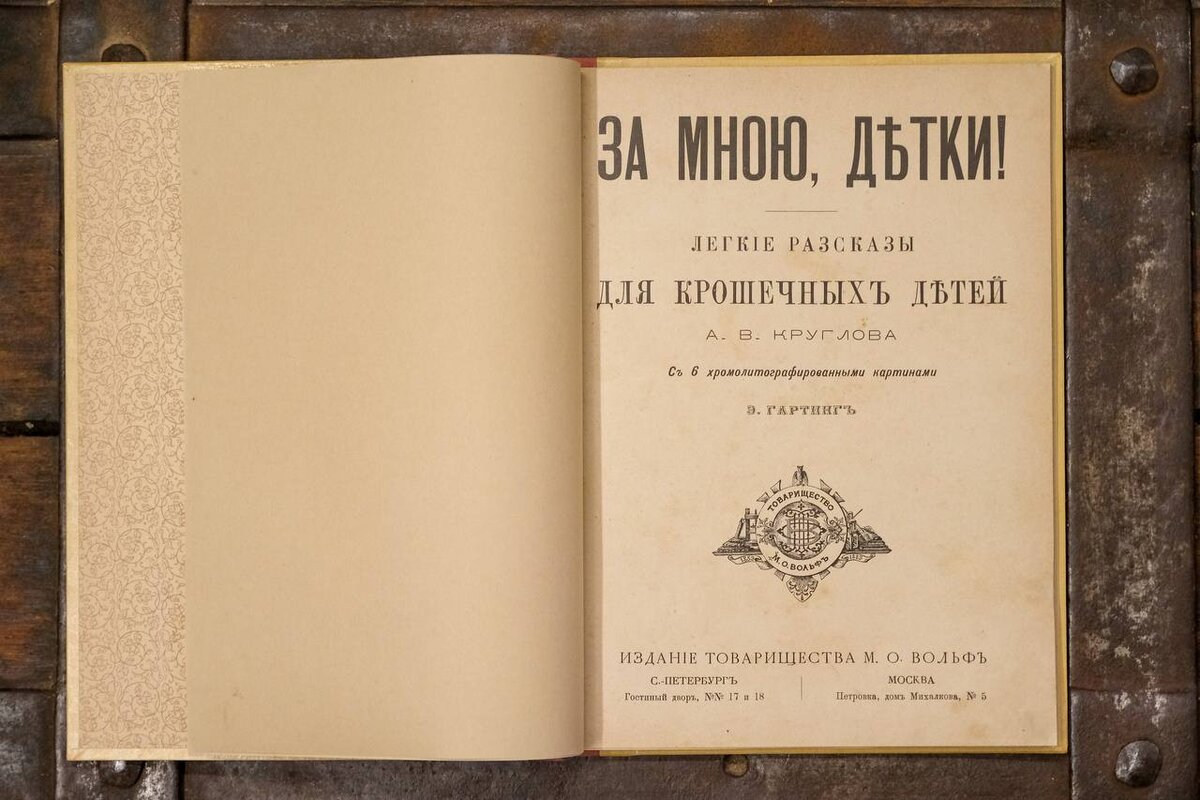 ЗА МНОЮ, ДѢТКИ!
ЛЕГКІЕ РАЗСКАЗЫ
ДЛЯ КРОШЕЧНЫХЪ ДѢТЕЙ
А. В. КРУГЛОВА
Съ 6 хромолитографированными картинами
Э. ГАРТИНГЪ
ТОВАРИЩЕСТВО
М. О. ВОЛЬФЪ
ИЗДАНІЕ ТОВАРИЩЕСТВА М. О. ВОЛЬФЪ
С.-ПЕТЕРБУРГЪ
Гостиный дворъ, №№ 17 и 18
МОСКВА
Петровка, домъ Михалкова, № 5